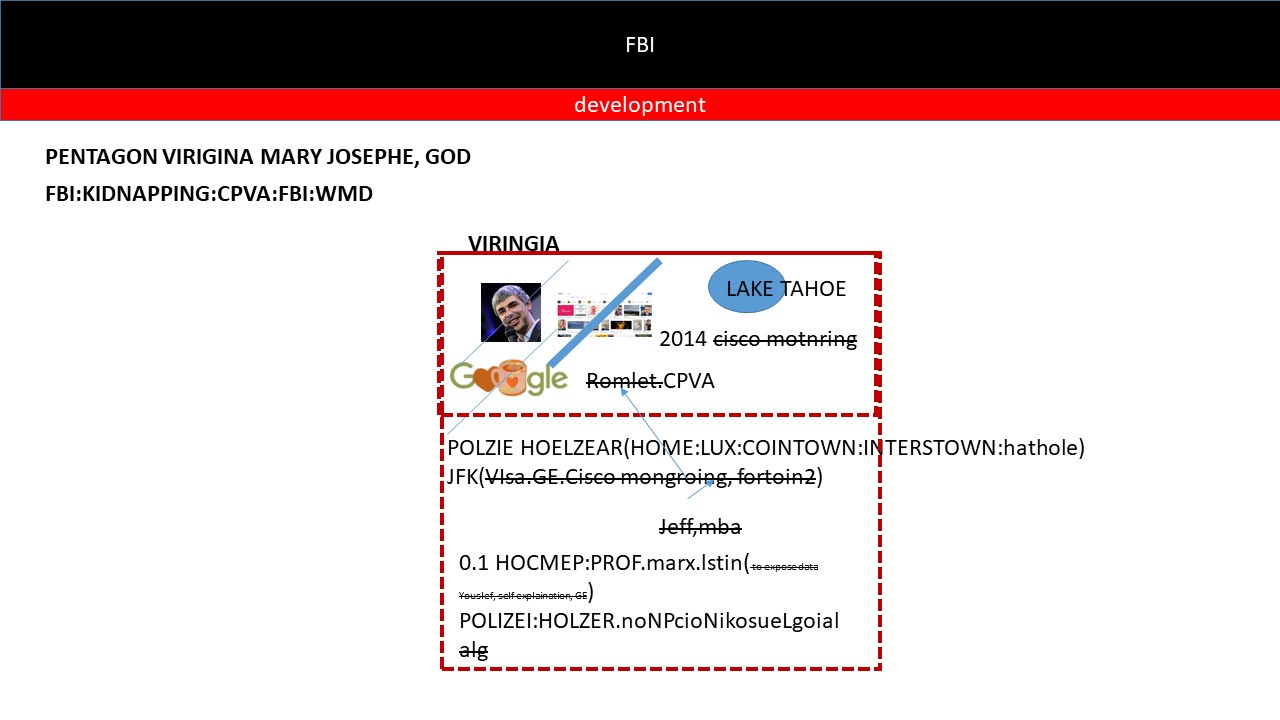 FBI
development
PENTAGON VIRIGINA MARY JOSEPHE, GOD
FBI:KIDNAPPING:CPVA:FBI:WMD
VIRINGIA
LAKE TAHOE
2014 cisco motnring
Google
Romlet.CPVA
POLZIE HOELZEAR(HOME:LUX:COINTOWN:INTERSTOWN:hathole)
JFK(VIsa.GE.Cisco mongroing, fortoin2)
Jeff,mba
0.1 HOCMEP:PROF.marx.lstin( to expose data
Youslef, self explaination, GE)
POLIZEI:HOLZER.noNPcioNikosueLgoial
alg